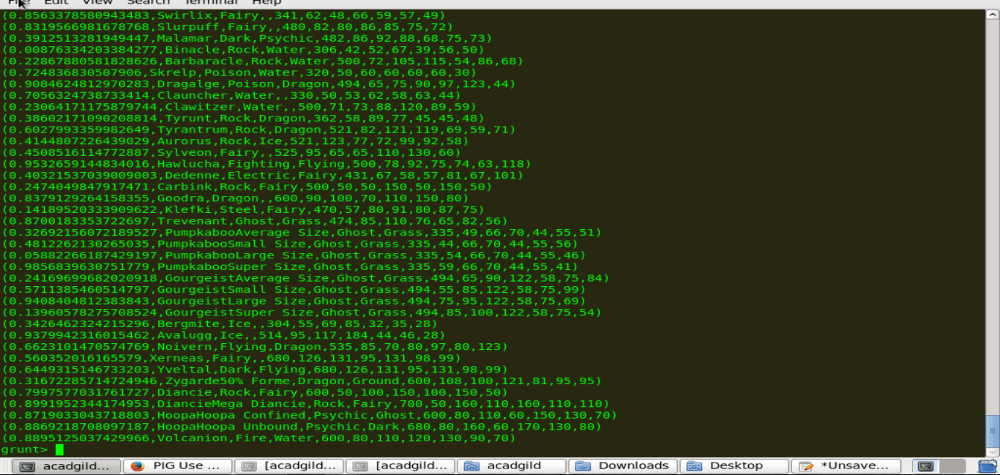 File Edit View Search Terminal Help
(0.8563378580943483,Swirlix,Fairy,,341,62,48,66,59,57,49)
(0.8319566981678768,Slurpuff,Fairy,,480,82,80,86,85,75,72)
(0.3912513281949447,Malamar,Dark,Psychic,482,86,92,88,68,75,73)
(0.008763342033384277,Binacle,Rock,Water,306,42,52,67,39,56,50)
(0.22867880581828626,Barbaracle,Rock,Water,500,72,105,115,54,86,68)
(0.724836830507906,Skrelp,Poison,Water,320,50,60,60,60,60,30)
(0.9084624812970283,Dragalge,Poison,Dragon,494,65,75,90,97,123,44)
(0.7056324738733414,Clauncher,Water,,330,50,53,62,58,63,44)
(0.23064171175879744,Clawitzer,Water,,500,71,73,88,120,89,59)
(0.38602171090208814,Tyrunt,Rock,Dragon,362,58,89,77,45,45,48)
(0.6027993359982649,Tyrantrum,Rock,Dragon,521,82,121,119,69,59,71)
(0.4144807226439029,Aurorus,Rock,Ice,521,123,77,72,99,92,58)
(0.4508516114772887,Sylveon,Fairy,,525,95,65,65,110,130,60)
(0.9532659144834016,Hawlucha,Fighting,Flying,500,78,92,75,74,63,118)
(0.40321537039009003,Dedenne,Electric,Fairy,431,67,58,57,81,67,101)
(0.2474049847917471,Carbink,Rock,Fairy,500,50,50,150,50,150,50)
(0.8379129264158355,Goodra,Dragon,,600,90,100,70,110,150,80)
(0.14189520333909622,Klefki,Steel,Fairy,470,57,80,91,80,87,75)
(0.8700183353722697,Trevenant,Ghost,Grass,474,85,110,76,65,82,56)
(0.32692156072189527,PumpkabooAverage Size,Ghost,Grass,335,49,66,70,44,55,51)
(0.4812262130265035,PumpkabooSmall Size,Ghost,Grass,335,44,66,70,44,55,56)
(0.05882266187429197,PumpkabooLarge Size,Ghost,Grass,335,54,66,70,44,55,46)
(0.9856839630751779,PumpkabooSuper Size,Ghost,Grass,335,59,66,70,44,55,41)
(0.24169699682020918,GourgeistAverage Size,Ghost,Grass,494,65,90,122,58,75,84)
(0.5711385460514797,GourgeistSmall Size,Ghost,Grass,494,55,85,122,58,75,99)
(0.9408404812383843,GourgeistLarge Size,Ghost,Grass,494,75,95,122,58,75,69)
(0.13960578275708524,GourgeistSuper Size,Ghost,Grass,494,85,100,122,58,75,54)
(0.3426462324215296,Bergmite,Ice,,304,55,69,85,32,35,28)
(0.93799423160154​62,Avalugg,Ice,,514,95,117,184,44,46,28)
(0.6623101470574769,Noivern,Flying,Dragon,535,85,70,80,97,80,123)
(0.560352016165579,Xerneas,Fairy,,680,126,131,95,131,98,99)
(0.6449315146733203,Yveltal,Dark,Flying,680,126,131,95,131,98,99)
(0.31672285714724946,Zygarde50% Forme,Dragon,Ground,600,108,100,121,81,95,95)
(0.7997577031761727,Diancie,Rock,Fairy,600,50,100,150,100,150,50)
(0.8991952344174953,DiancieMega Diancie,Rock,Fairy,700,50,160,110,160,110,110)
(0.8719033043718803,HoopaHoopa Confined,Psychic,Ghost,600,80,110,60,150,130,70)
(0.8869218708097187,HoopaHoopa Unbound,Psychic,Dark,680,80,160,60,170,130,80)
(0.8895125037429966,Volcanion,Fire,Water,600,80,110,120,130,90,70)
grunt>
acadgild... PIG Use ... [acadgild... [acadgild... acadgild Downloads Desktop *Unsave...